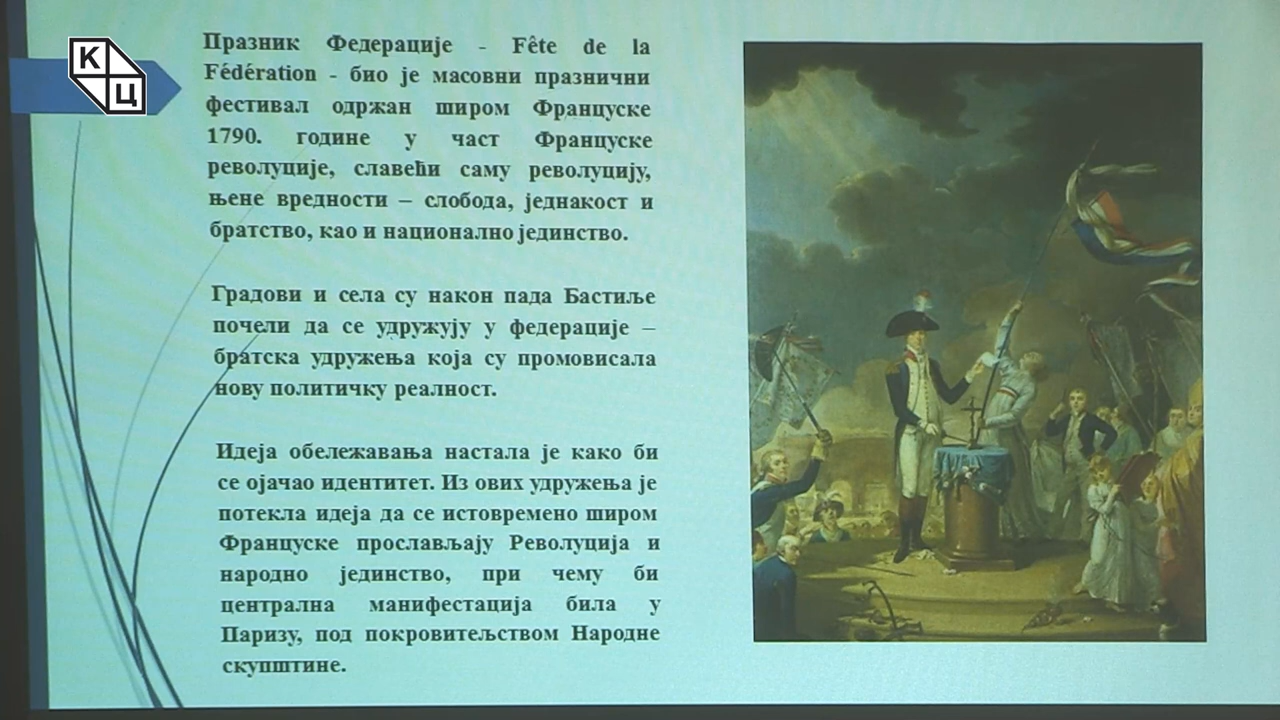 К
Ц
Празник Федерације - Fête de la
Fédération - био је масовни празнични
фестивал одржан широм Француске
1790. године у част Француске
револуције, славећи саму револуцију,
њене вредности – слобода, једнакост и
братство, као и национално јединство.
Градови и села су након пада Бастиље
почели да се удружују у федерације –
братска удружења која су промовисала
нову политичку реалност.
Идеја обележавања настала је како би
се ојачао идентитет. Из ових удружења је
потекла идеја да се истовремено широм
Француске прослављају Револуција и
народно јединство, при чему би
централна манифестација била у
Паризу, под покровитељством Народне
скупштине.